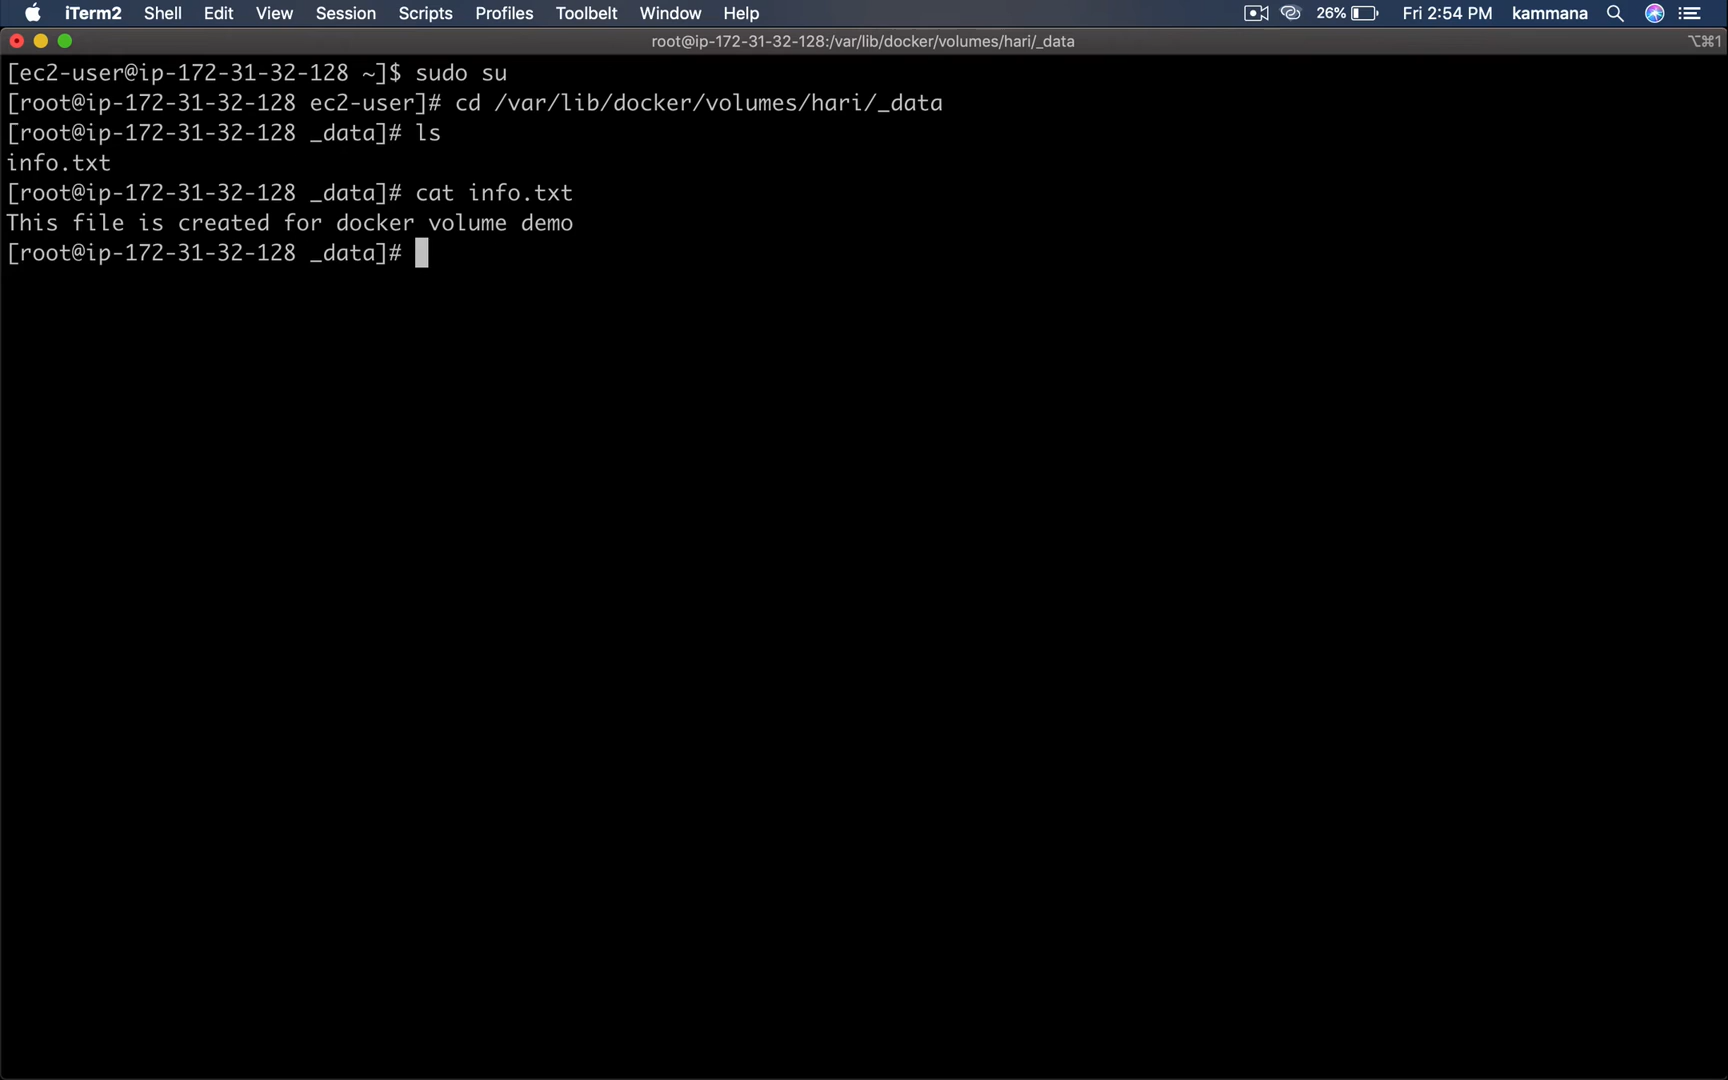 iTerm2 Shell Edit View Session Scripts Profiles Toolbelt Window Help 26% Fri 2:54 PM kammana
root@ip-172-31-32-128:/var/lib/docker/volumes/hari/_data ⌥⌘1
[ec2-user@ip-172-31-32-128 ~]$ sudo su
[root@ip-172-31-32-128 ec2-user]# cd /var/lib/docker/volumes/hari/_data
[root@ip-172-31-32-128 _data]# ls
info.txt
[root@ip-172-31-32-128 _data]# cat info.txt
This file is created for docker volume demo
[root@ip-172-31-32-128 _data]#